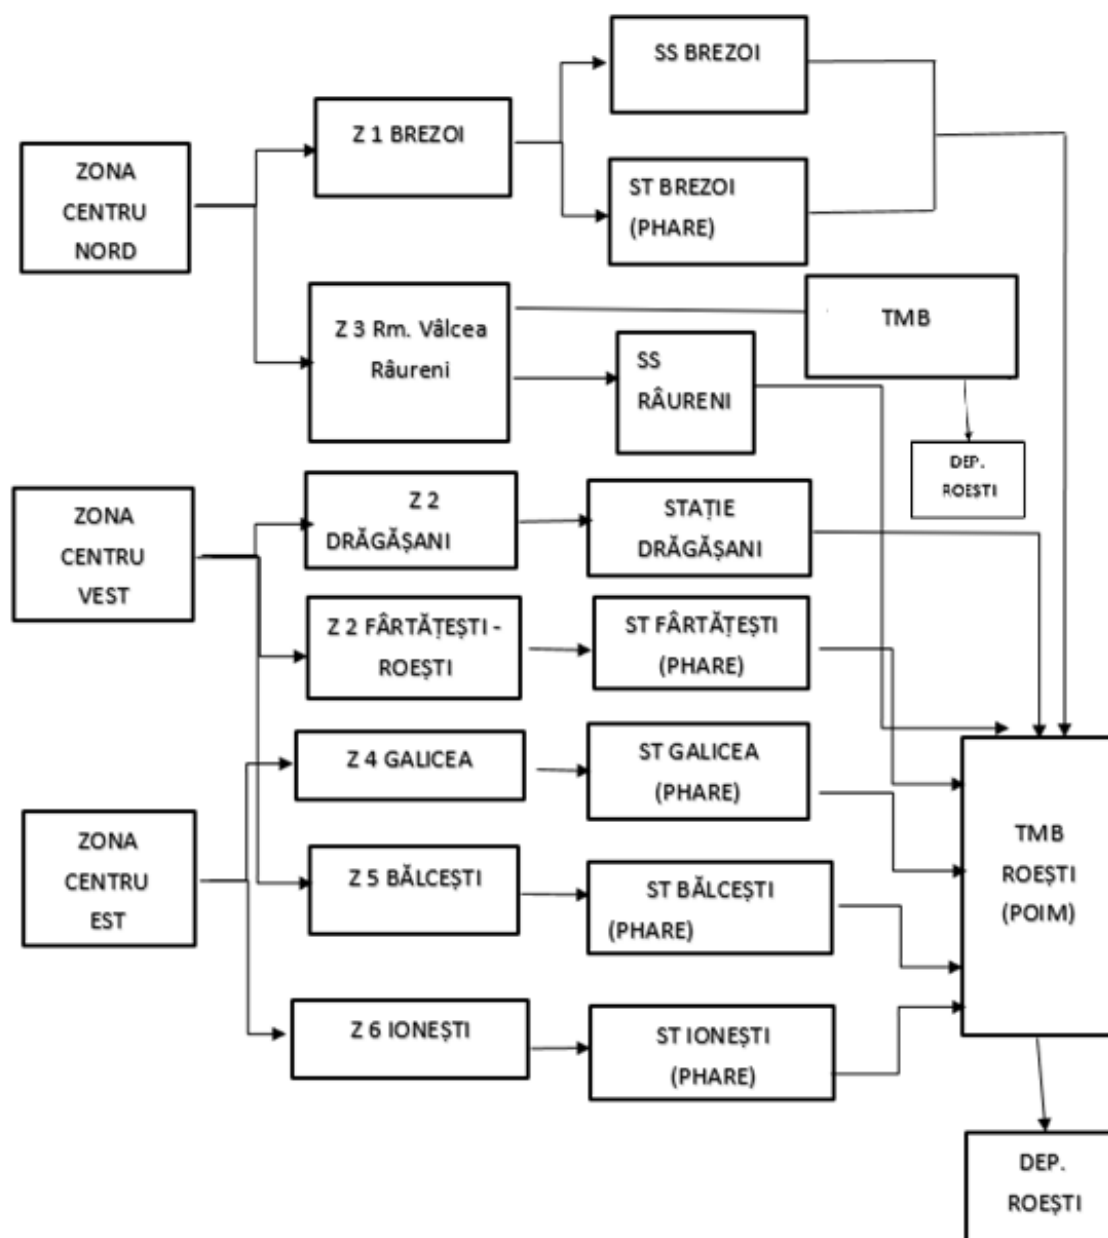 ZONA
CENTRU
NORD
Z 1 BREZOI
SS BREZOI
ST BREZOI
(PHARE)
Z 3 Rm. Vâlcea
Râureni
TMB
SS
RÂURENI
DEP.
ROEȘTI
ZONA
CENTRU
VEST
Z 2
DRĂGĂȘANI
STAȚIE
DRĂGĂȘANI
Z 2 FÂRTĂȚEȘTI -
ROEȘTI
ST FÂRTĂȚEȘTI
(PHARE)
Z 4 GALICEA
ST GALICEA
(PHARE)
ZONA
CENTRU
EST
Z 5 BĂLCEȘTI
ST BĂLCEȘTI
(PHARE)
Z 6 IONEȘTI
ST IONEȘTI
(PHARE)
TMB
ROEȘTI
(POIM)
DEP.
ROEȘTI